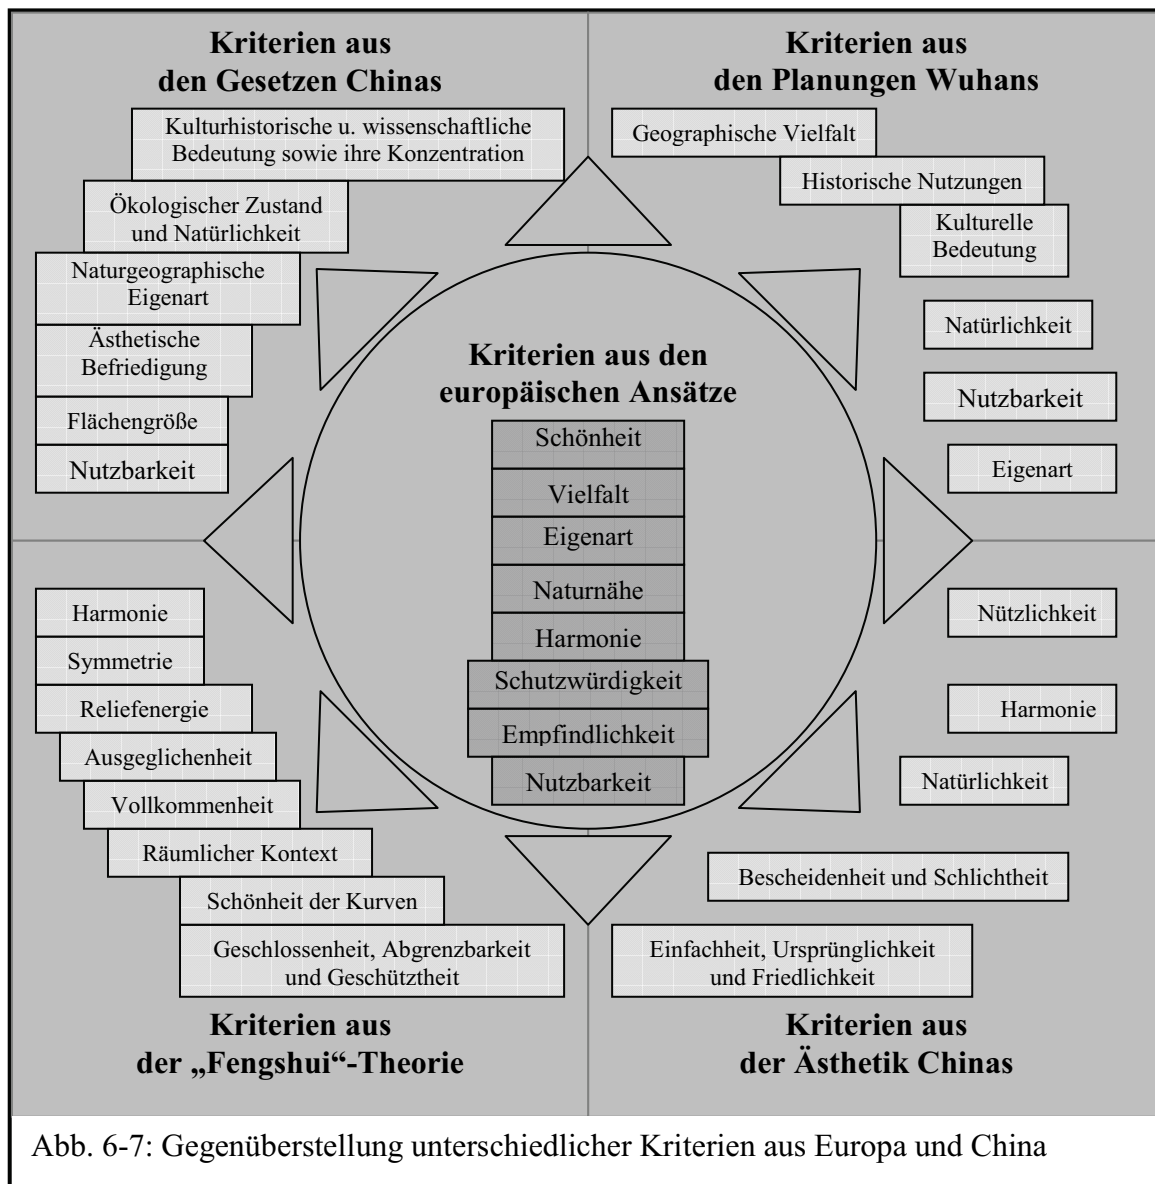 Kriterien aus
den Gesetzen Chinas
Kulturhistorische u. wissenschaftliche
Bedeutung sowie ihre Konzentration
Ökologischer Zustand
und Natürlichkeit
Naturgeographische
Eigenart
Ästhetische
Befriedigung
Flächengröße
Nutzbarkeit
Kriterien aus
den Planungen Wuhans
Geographische Vielfalt
Historische Nutzungen
Kulturelle
Bedeutung
Natürlichkeit
Nutzbarkeit
Eigenart
Kriterien aus den
europäischen Ansätze
Schönheit
Vielfalt
Eigenart
Naturnähe
Harmonie
Schutzwürdigkeit
Empfindlichkeit
Nutzbarkeit
Harmonie
Symmetrie
Reliefenergie
Ausgeglichenheit
Vollkommenheit
Räumlicher Kontext
Schönheit der Kurven
Geschlossenheit, Abgrenzbarkeit
und Geschütztheit
Kriterien aus
der „Fengshui“-Theorie
Nützlichkeit
Harmonie
Natürlichkeit
Bescheidenheit und Schlichtheit
Einfachheit, Ursprünglichkeit
und Friedlichkeit
Kriterien aus
der Ästhetik Chinas
Abb. 6-7: Gegenüberstellung unterschiedlicher Kriterien aus Europa und China